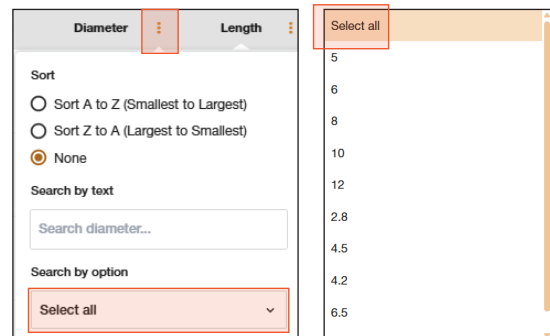 Diameter
Length
Sort
Sort A to Z (Smallest to Largest)
Sort Z to A (Largest to Smallest)
None
Search by text
Search diameter...
Search by option
Select all
Select all
5
6
8
10
12
2.8
4.5
4.2
6.5